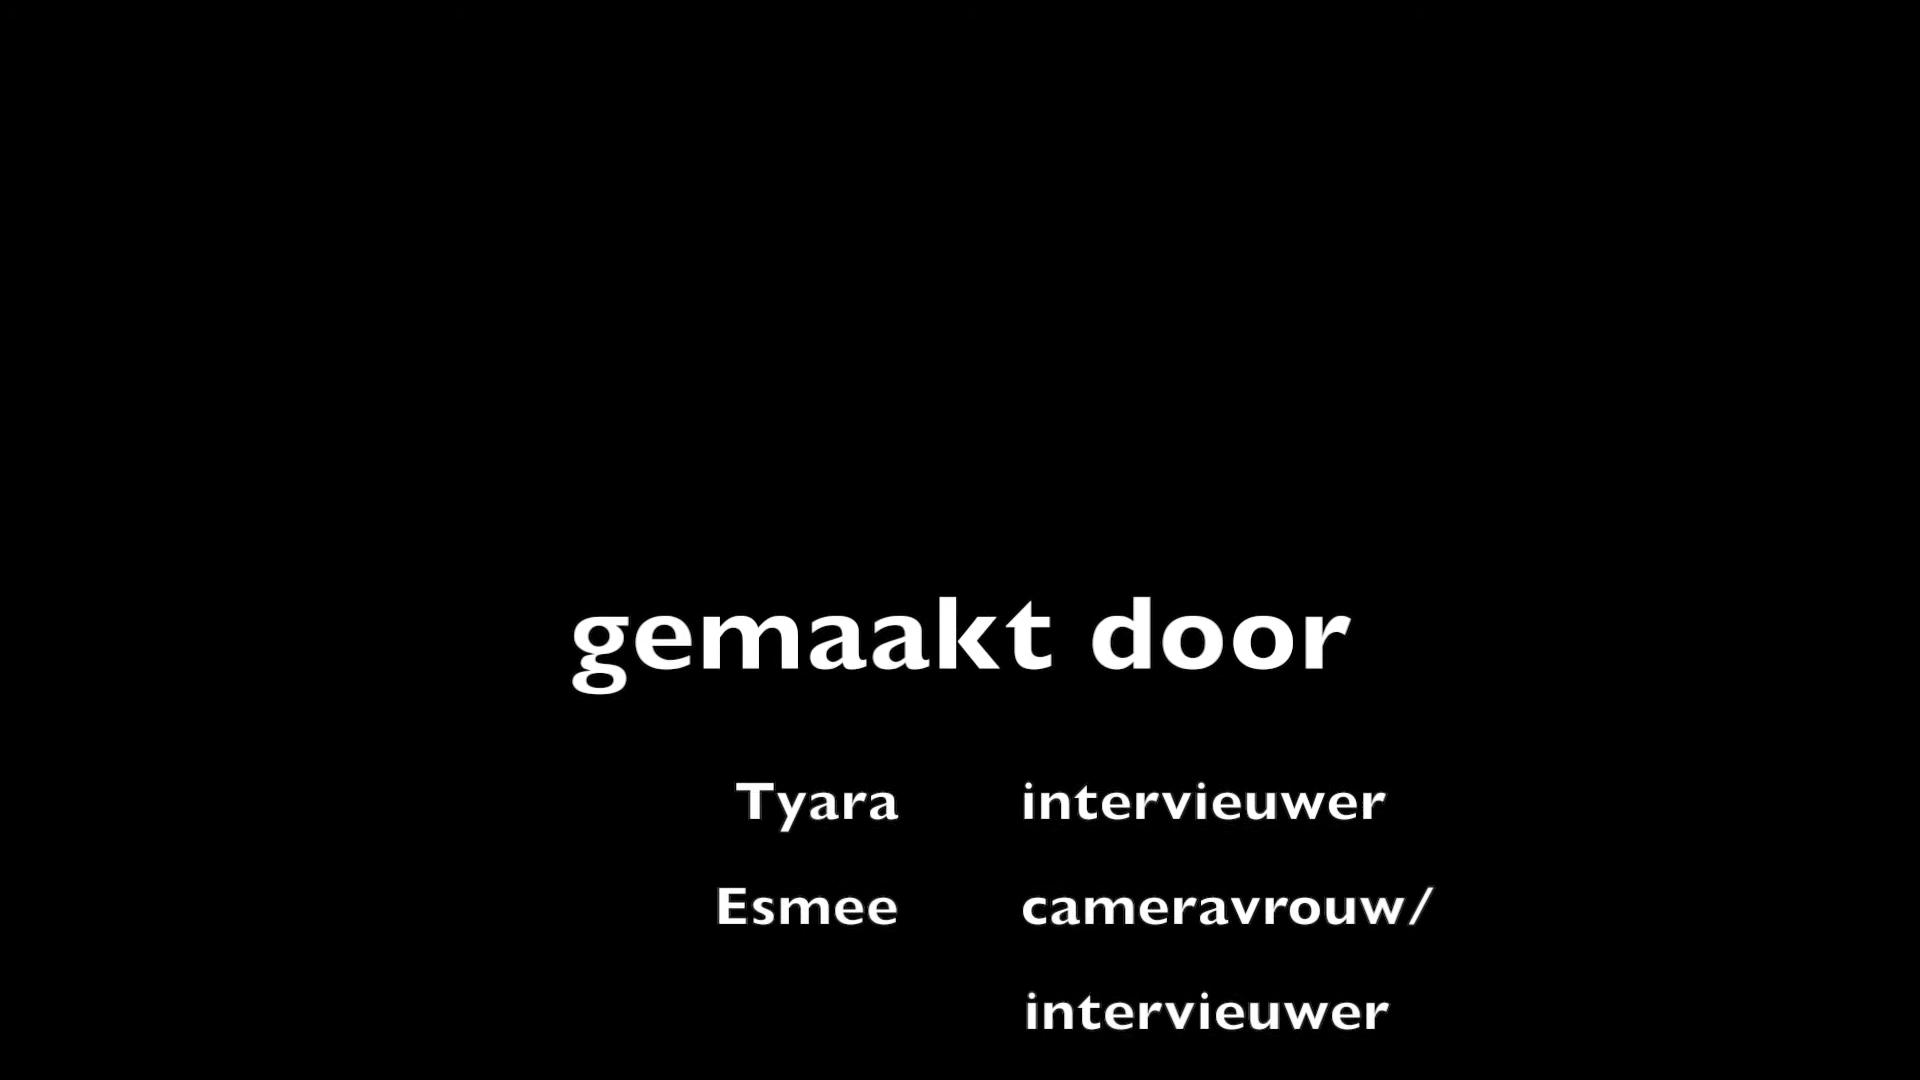 gemaakt door
Tyara intervieuwer
Esmee cameravrouw/
intervieuwer